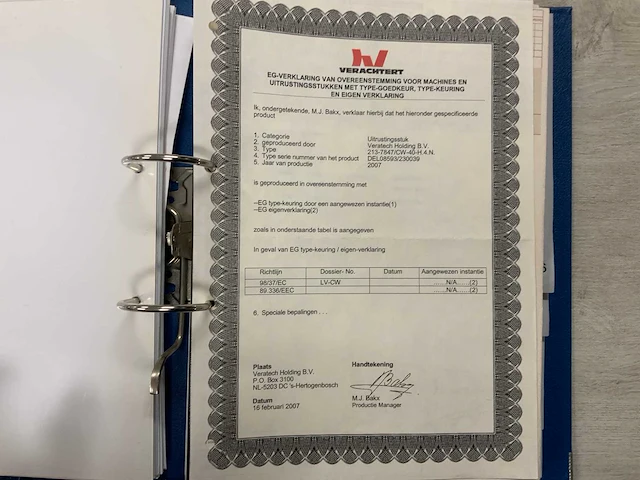 VERACHTERT
EG-VERKLARING VAN OVEREENSTEMMING VOOR MACHINES EN
UITRUSTINGSSTUKKEN MET TYPE-GOEDKEUR, TYPE-KEURING
EN EIGEN VERKLARING
Ik, ondergetekende, M.J. Bakx, verklaar hierbij dat het hieronder gespecificeerde
product
1. Categorie Uitrustingsstuk
2. geproduceerd door Veratech Holding B.V.
3. Type 213-7847/CW-40-H.4.N.
4. Type serie nummer van het product DEL08593/230039
5. Jaar van productie 2007
is geproduceerd in overeenstemming met
–EG type-keuring door een aangewezen instantie(1)
–EG eigenverklaring(2)
zoals in onderstaande tabel is aangegeven
In geval van EG type-keuring / eigen-verklaring
Richtlijn Dossier- No. Datum Aangewezen instantie
98/37/EC LV-CW ......N/A......(2)
89.336/EEC ......N/A......(2)
6. Speciale bepalingen . . .
Plaats Handtekening
Veratech Holding B.V.
P.O. Box 3100
NL-5203 DC 's-Hertogenbosch
Datum M.J. Bakx
16 februari 2007 Productie Manager